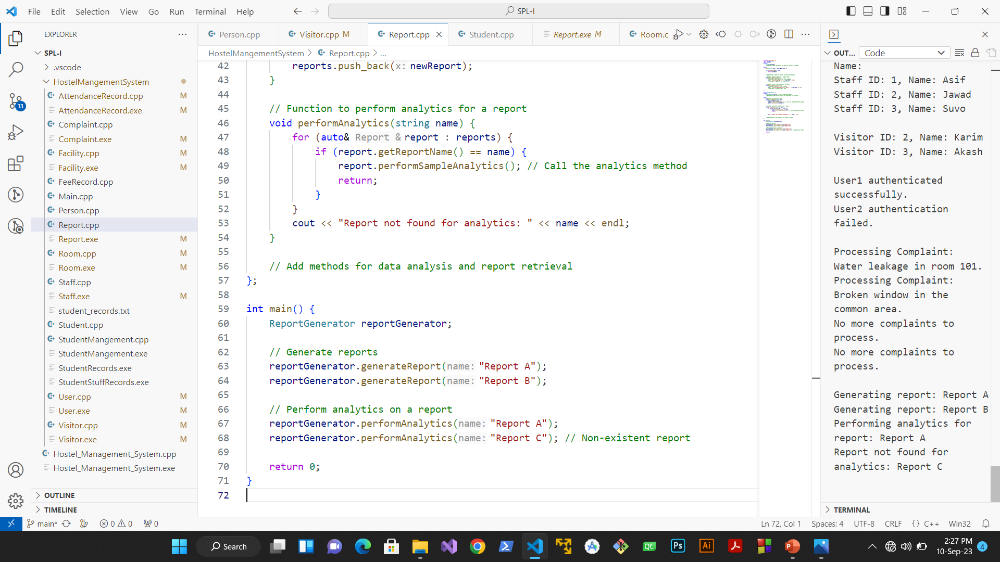 File Edit Selection View Go Run Terminal Help
SPL-I
EXPLORER
SPL-I
.vscode
HostelMangementSystem
AttendanceRecord.cpp M
AttendanceRecord.exe M
Complaint.cpp
Complaint.exe M
Facility.cpp M
Facility.exe M
FeeRecord.cpp
Main.cpp
Person.cpp
Report.cpp
Report.exe M
Room.cpp M
Room.exe M
Staff.cpp
Staff.exe M
student_records.txt
Student.cpp
StudentMangement.cpp
StudentMangement.exe
StudentRecords.exe
StudentStuffRecords.exe
User.cpp M
User.exe M
Visitor.cpp M
Visitor.exe M
Hostel_Management_System.cpp
Hostel_Management_System.exe
OUTLINE
TIMELINE
13
Person.cpp Visitor.cpp M Report.cpp Student.cpp Report.exe M Room.c
HostelMangementSystem > Report.cpp > ...
42 reports.push_back(x: newReport);
43 }
44
45 // Function to perform analytics for a report
46 void performAnalytics(string name) {
47 for (auto& Report & report : reports) {
48 if (report.getReportName() == name) {
49 report.performSampleAnalytics(); // Call the analytics method
50 return;
51 }
52 }
53 cout << "Report not found for analytics: " << name << endl;
54 }
55
56 // Add methods for data analysis and report retrieval
57 };
58
59 int main() {
60 ReportGenerator reportGenerator;
61
62 // Generate reports
63 reportGenerator.generateReport(name: "Report A");
64 reportGenerator.generateReport(name: "Report B");
65
66 // Perform analytics on a report
67 reportGenerator.performAnalytics(name: "Report A");
68 reportGenerator.performAnalytics(name: "Report C"); // Non-existent report
69
70 return 0;
71 }
72
OUT... Code
Name:
Staff ID: 1, Name: Asif
Staff ID: 2, Name: Jawad
Staff ID: 3, Name: Suvo
Visitor ID: 2, Name: Karim
Visitor ID: 3, Name: Akash
User1 authenticated
successfully.
User2 authentication
failed.
Processing Complaint:
Water leakage in room 101.
Processing Complaint:
Broken window in the
common area.
No more complaints to
process.
No more complaints to
process.
Generating report: Report A
Generating report: Report B
Performing analytics for
report: Report A
Report not found for
analytics: Report C
TERMINAL
main* 0 0 0 Ln 72, Col 1 Spaces: 4 UTF-8 CRLF {} C++ Win32
Search QC Ps Ai P
2:27 PM
10-Sep-23 4